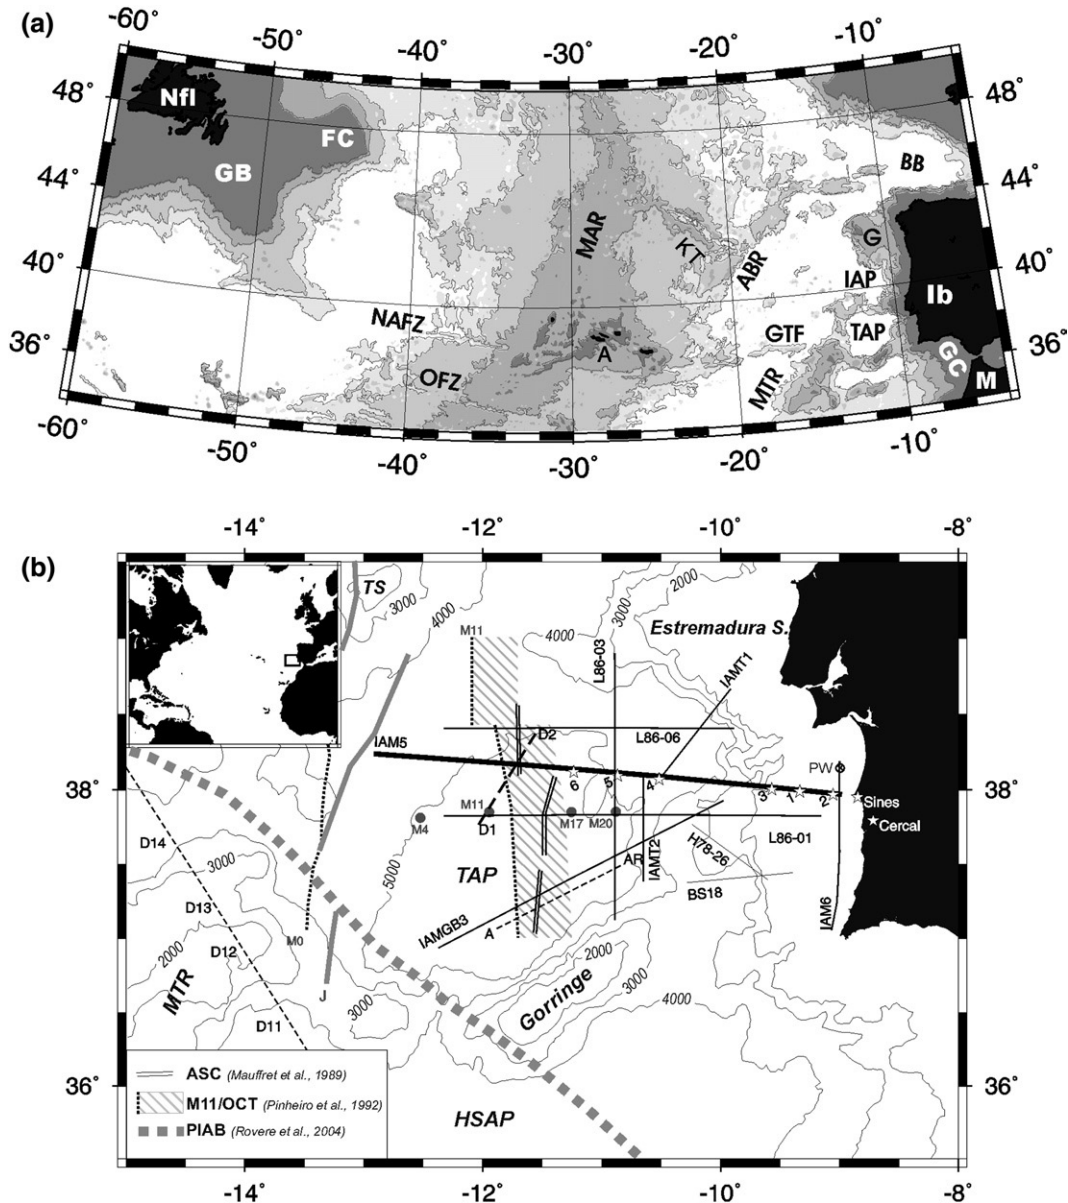 (a)
-60° -50° -40° -30° -20° -10°
48° 48°
44° 44°
40° 40°
36° 36°
Nfl
FC
GB
BB
MAR
KT
ABR
G
IAP
Ib
NAFZ
GTF
TAP
A
OFZ
MTR
GC
M
-60° -50° -40° -30° -20° -10°
(b)
-14° -12° -10° -8°
TS
3000
4000
2000
3000
4000
M11
L86-03
Estremadura S.
IAMT1
D2
L86-06
IAM5
PW
38° 38°
6 5 4 3 1 2
Sines
Cercal
M4
M11
D1
M17
M20
L86-01
D14
3000
5000
TAP
AR
IAMT2
H78-26
BS18
IAM6
D13
D12
2000
MTR
M0
IAMGB3
A
2000
3000
4000
Gorringe
J
3000
D11
36° 36°
HSAP
ASC (Mauffret et al., 1989)
M11/OCT (Pinheiro et al., 1992)
PIAB (Rovere et al., 2004)
-14° -12° -10° -8°